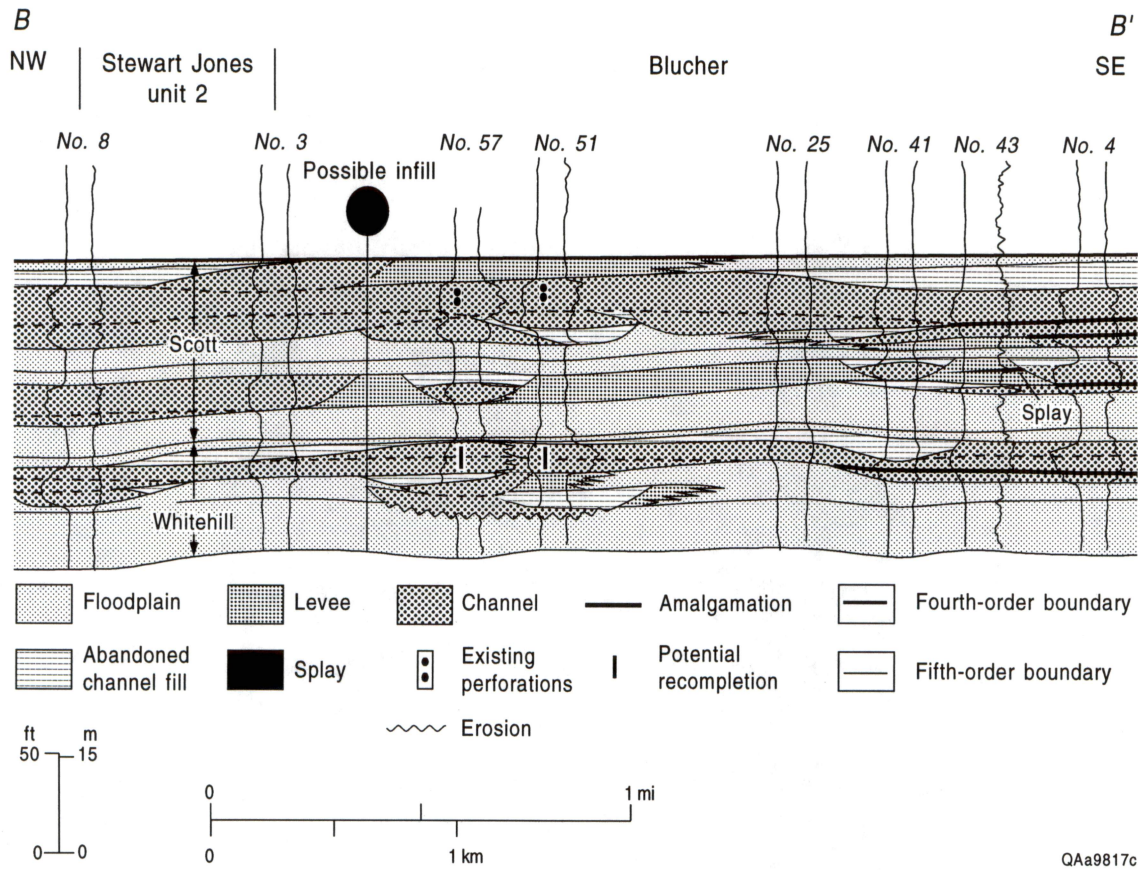 B B'
NW Stewart Jones Blucher SE
unit 2
No. 8 No. 3 No. 57 No. 51 No. 25 No. 41 No. 43 No. 4
Possible infill
Scott
Splay
Whitehill
Floodplain Levee Channel Amalgamation Fourth-order boundary
Abandoned channel fill Splay Existing perforations Potential recompletion Fifth-order boundary
Erosion
ft m
50 15
0 0
0 1 mi
0 1 km
QAa9817c